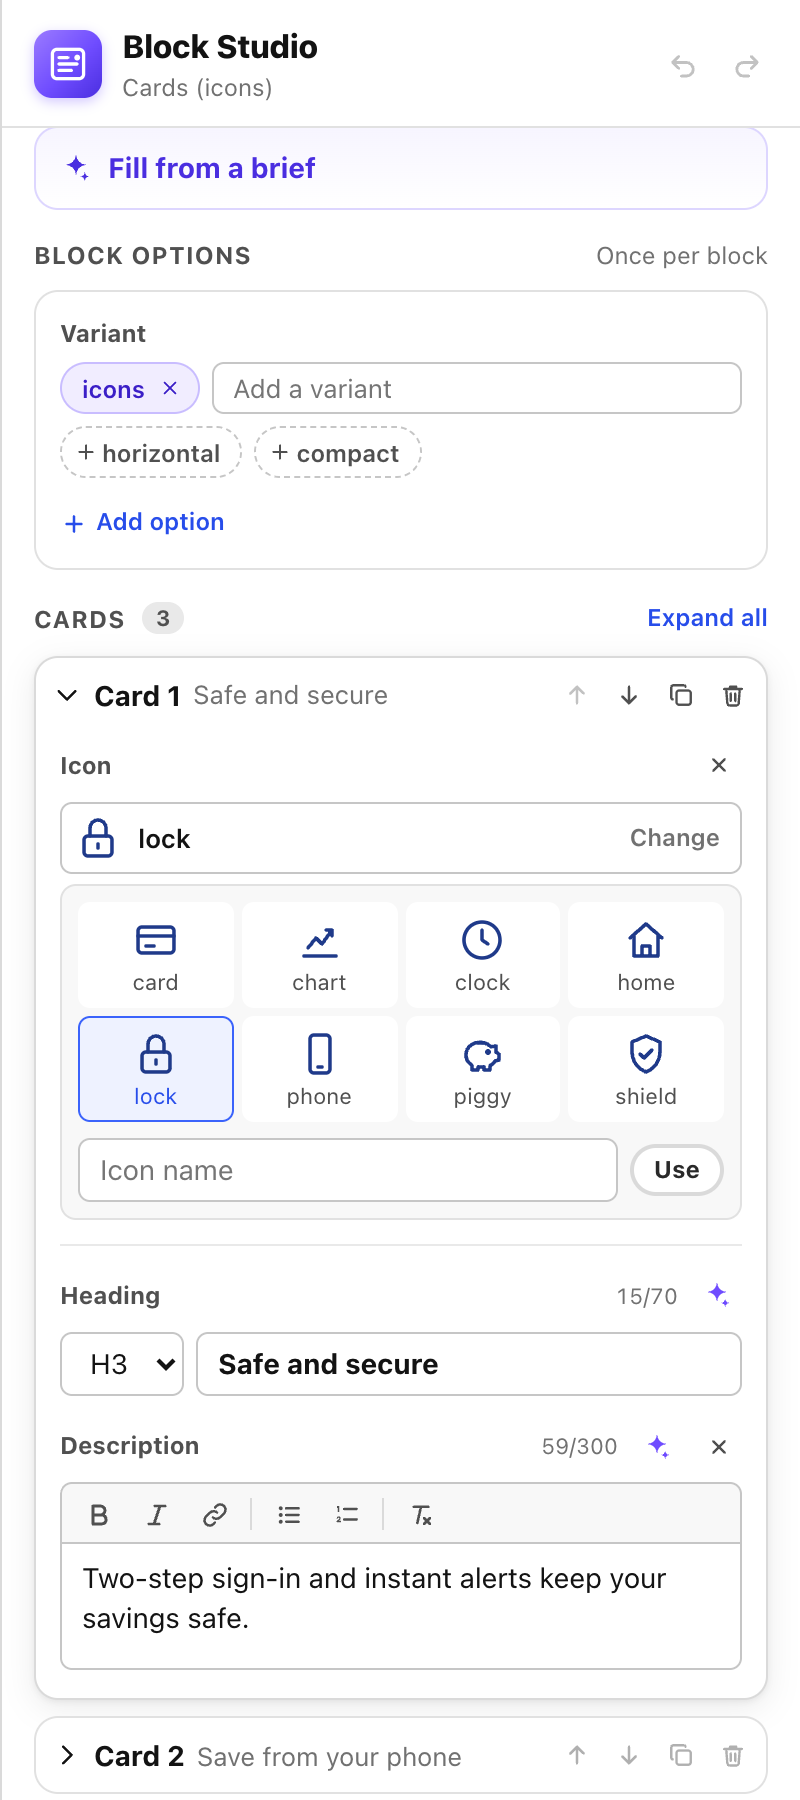 Block Studio
Cards (icons)
Fill from a brief
BLOCK OPTIONS Once per block
Variant
icons × Add a variant
+ horizontal + compact
+ Add option
CARDS 3 Expand all
Card 1 Safe and secure
Icon
lock Change
card chart clock home
lock phone piggy shield
Icon name Use
Heading 15/70
H3 Safe and secure
Description 59/300
Two-step sign-in and instant alerts keep your
savings safe.
Card 2 Save from your phone